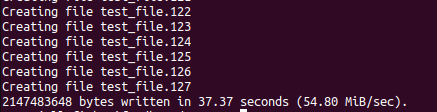 Creating file test_file.122
Creating file test_file.123
Creating file test_file.124
Creating file test_file.125
Creating file test_file.126
Creating file test_file.127
2147483648 bytes written in 37.37 seconds (54.80 MiB/sec).